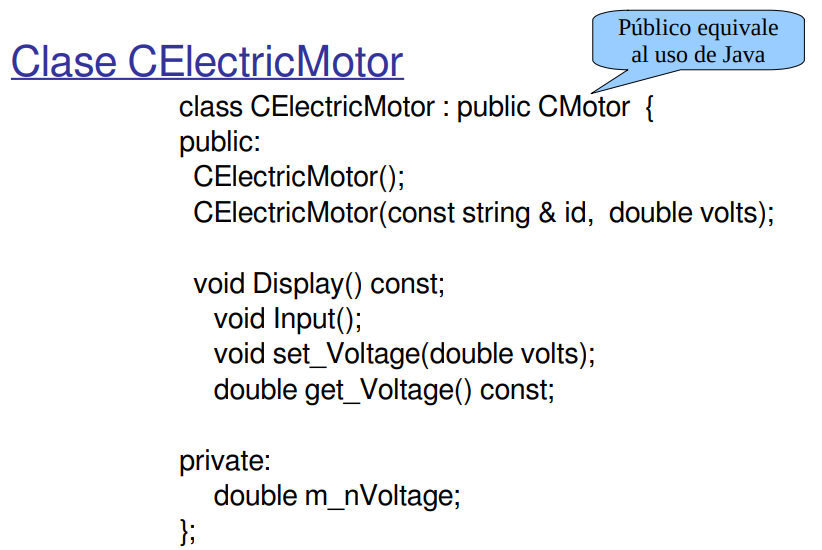 Público equivale
al uso de Java
Clase CElectricMotor
class CElectricMotor : public CMotor {
public:
CElectricMotor();
CElectricMotor(const string & id, double volts);
void Display() const;
void Input();
void set_Voltage(double volts);
double get_Voltage() const;
private:
double m_nVoltage;
};